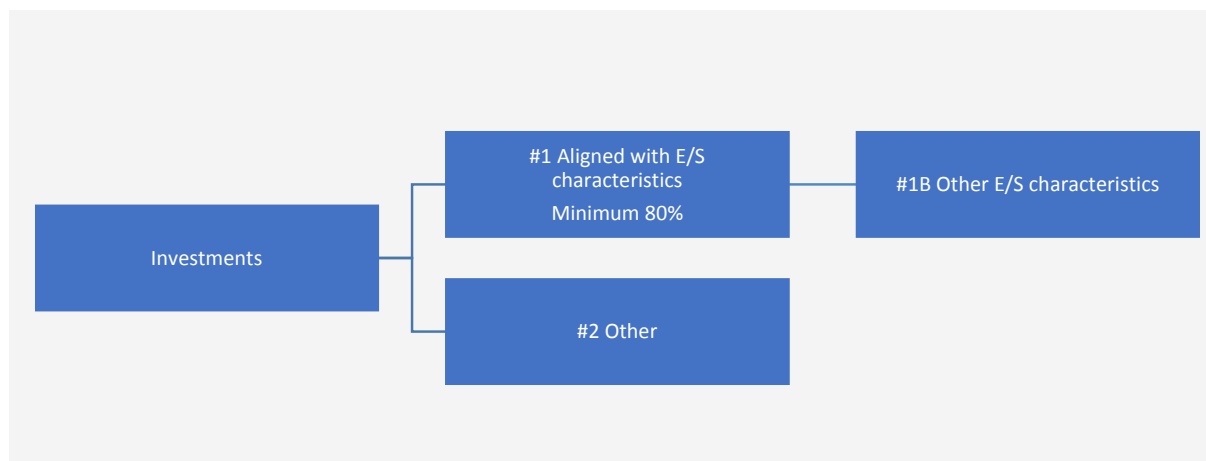 #1 Aligned with E/S
characteristics
Minimum 80%
#1B Other E/S characteristics
Investments
#2 Other